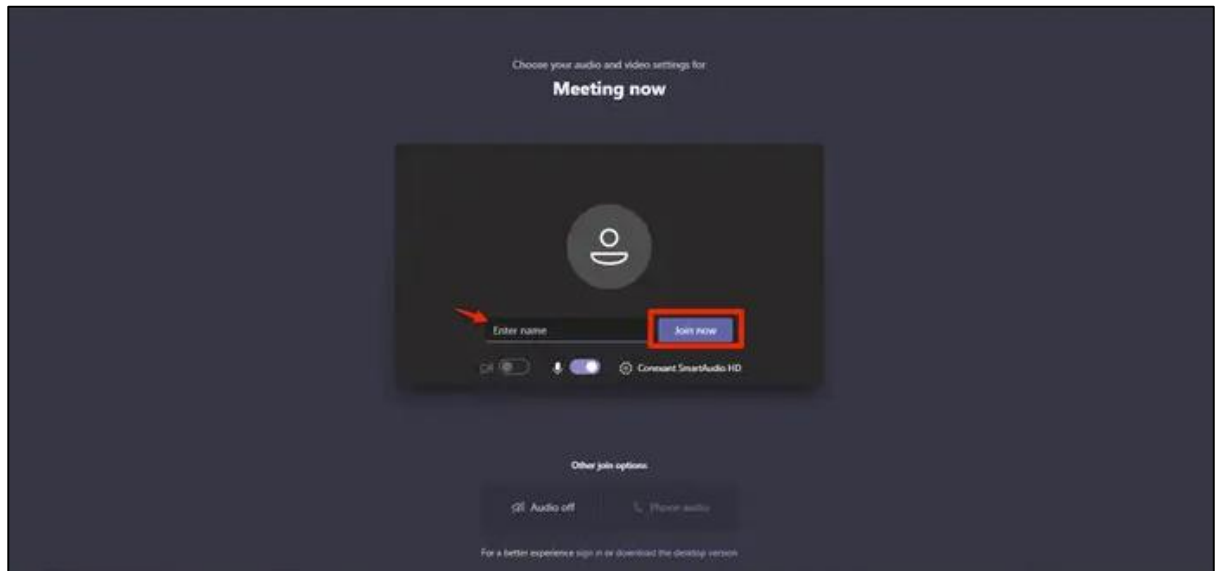 Choose your audio and video settings for
Meeting now
Enter name
Join now
Conexant SmartAudio HD
Other join options
Audio off
Phone audio
For a better experience sign in or download the desktop version